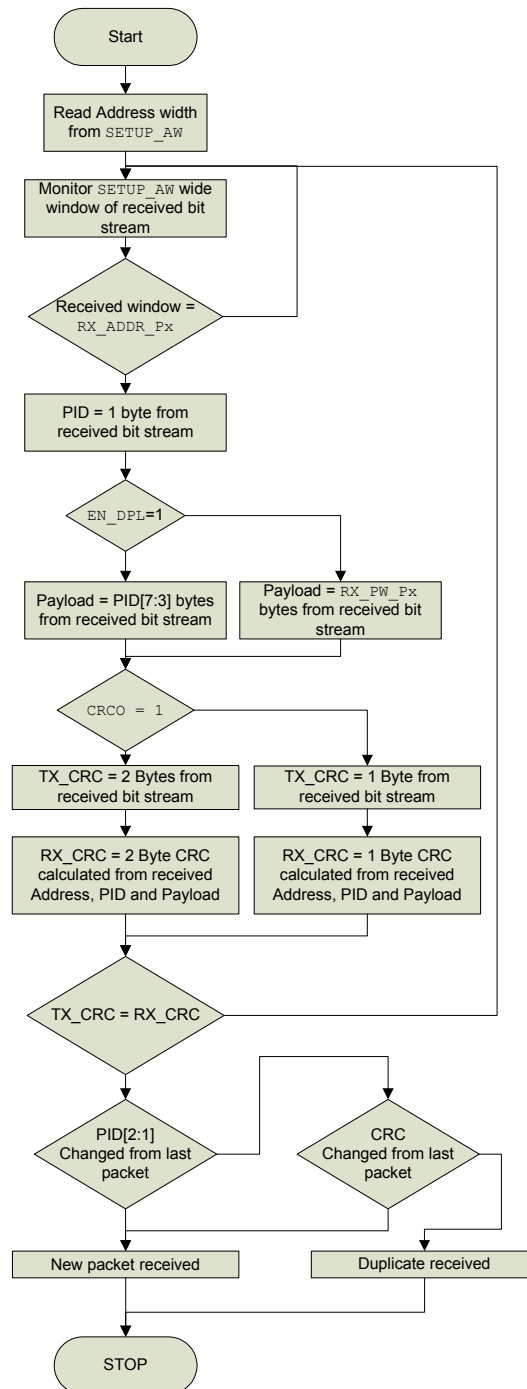 Start
Read Address width
from SETUP_AW
Monitor SETUP_AW wide
window of received bit
stream
Received window =
RX_ADDR_Px
PID = 1 byte from
received bit stream
EN_DPL=1
Payload = PID[7:3] bytes
from received bit stream
Payload = RX_PW_Px
bytes from received bit
stream
CRCO = 1
TX_CRC = 2 Bytes from
received bit stream
TX_CRC = 1 Byte from
received bit stream
RX_CRC = 2 Byte CRC
calculated from received
Address, PID and Payload
RX_CRC = 1 Byte CRC
calculated from received
Address, PID and Payload
TX_CRC = RX_CRC
PID[2:1]
Changed from last
packet
CRC
Changed from last
packet
New packet received
Duplicate received
STOP